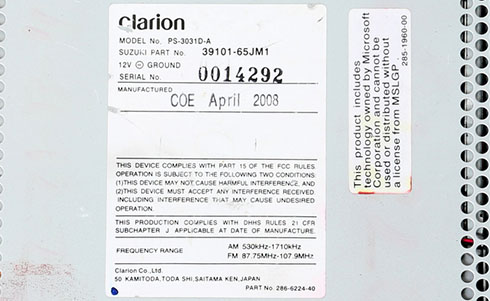 clarion
MODEL No. PS-3031D-A
SUZUKI PART No. 39101-65JM1
12V ⊖ GROUND
SERIAL No. 0014292
MANUFACTURED
COE April 2008
THIS DEVICE COMPLIES WITH PART 15 OF THE FCC RULES
OPERATION IS SUBJECT TO THE FOLLOWING TWO CONDITIONS
(1)THIS DEVICE MAY NOT CAUSE HARMFUL INTERFERENCE, AND
(2)THIS DEVICE MUST ACCEPT ANY INTERFERENCE RECEIVED
INCLUDING INTERFERENCE THAT MAY CAUSE UNDESIRED
OPERATION.
THIS PRODUCTION COMPLIES WITH DHHS RULES 21 CFR
SUBCHAPTER J APPLICABLE AT DATE OF MANUFACTURE.
FREQUENCY RANGE
AM 530kHz-1710kHz
FM 87.75MHz-107.9MHz
Clarion Co.,Ltd.
50 KAMITODA,TODA SHI,SAITAMA KEN,JAPAN
PART No. 286-6224-40
This product includes
technology owned by Microsoft
Corporation and cannot be
used or distributed without
a license from MSLGP
285-1960-00